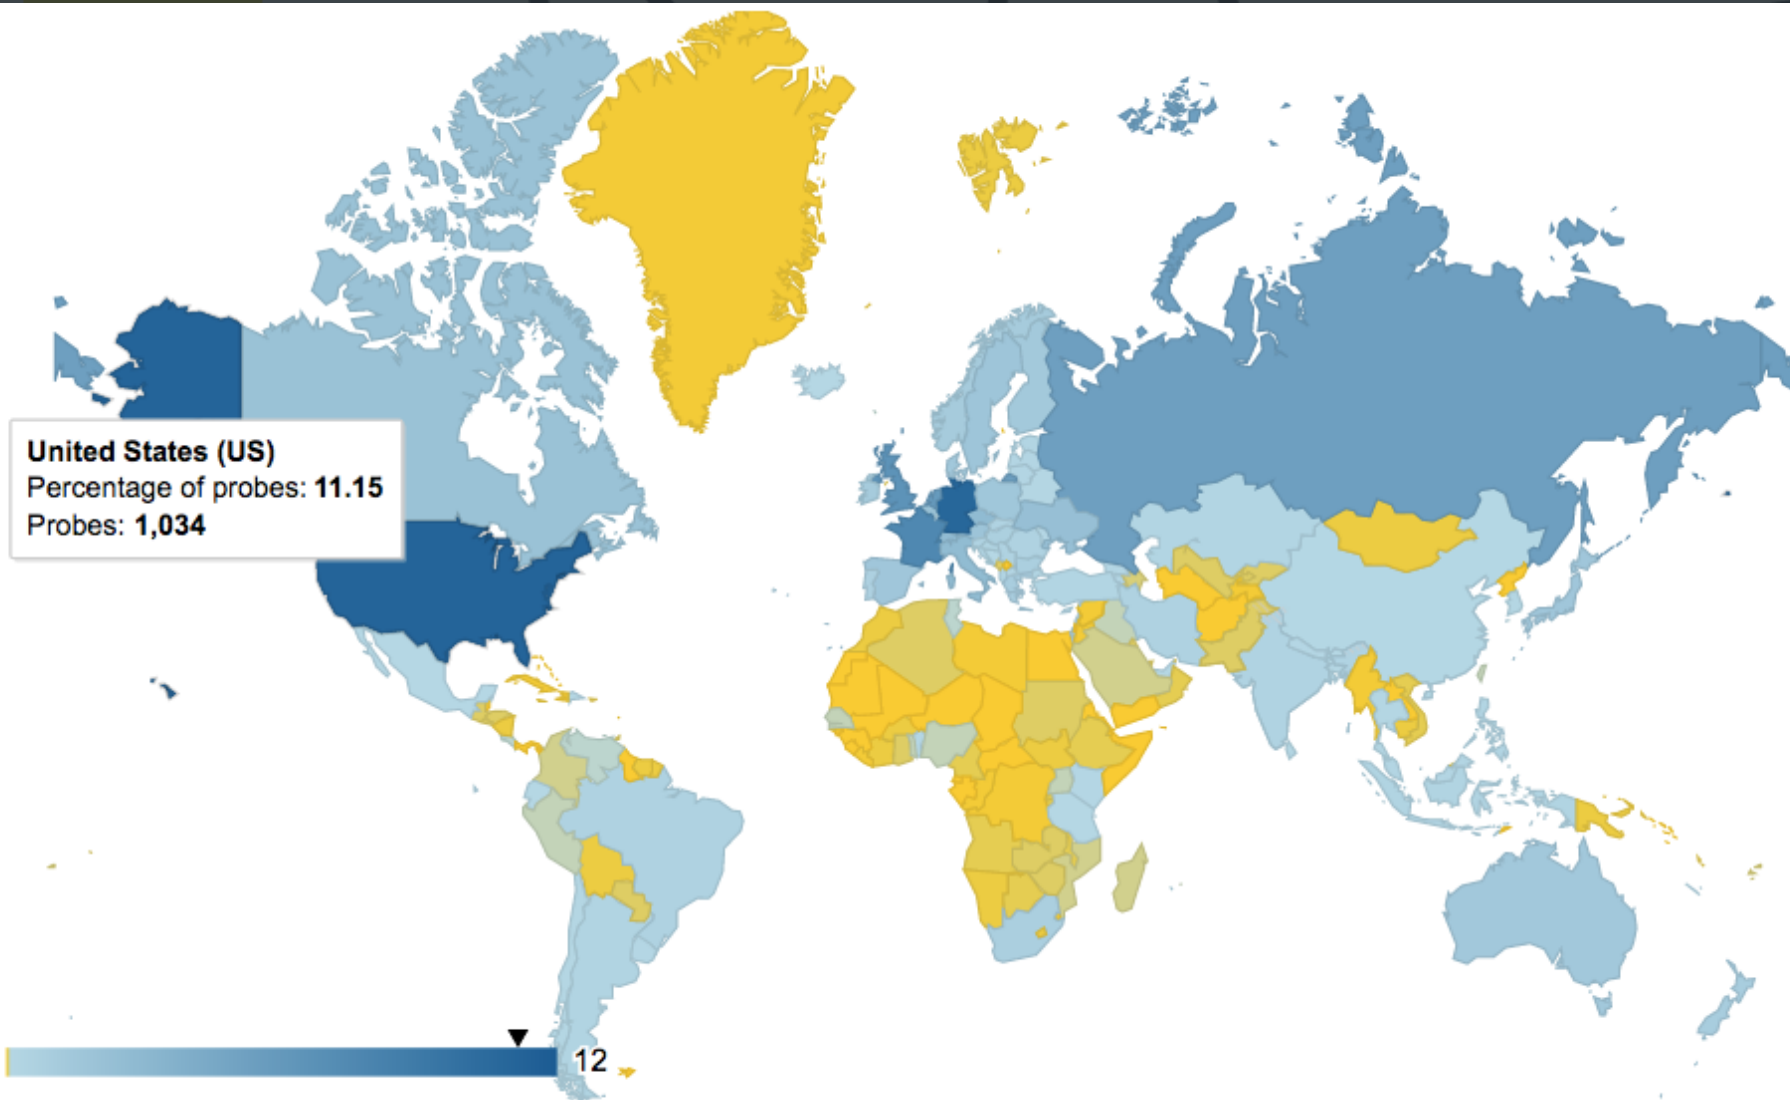 United States (US)
Percentage of probes: 11.15
Probes: 1,034
12